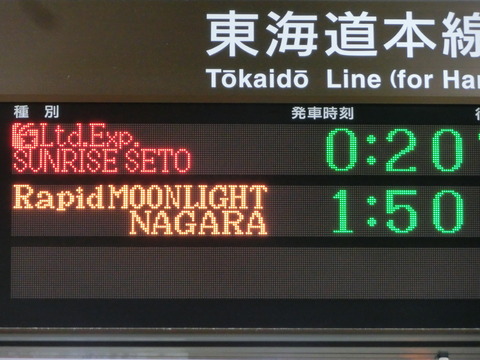 東海道本線
Tōkaidō Line (for Ha
種 別 発車時刻
Ltd.Exp.
SUNRISE SETO 0:20
Rapid MOONLIGHT
NAGARA 1:50